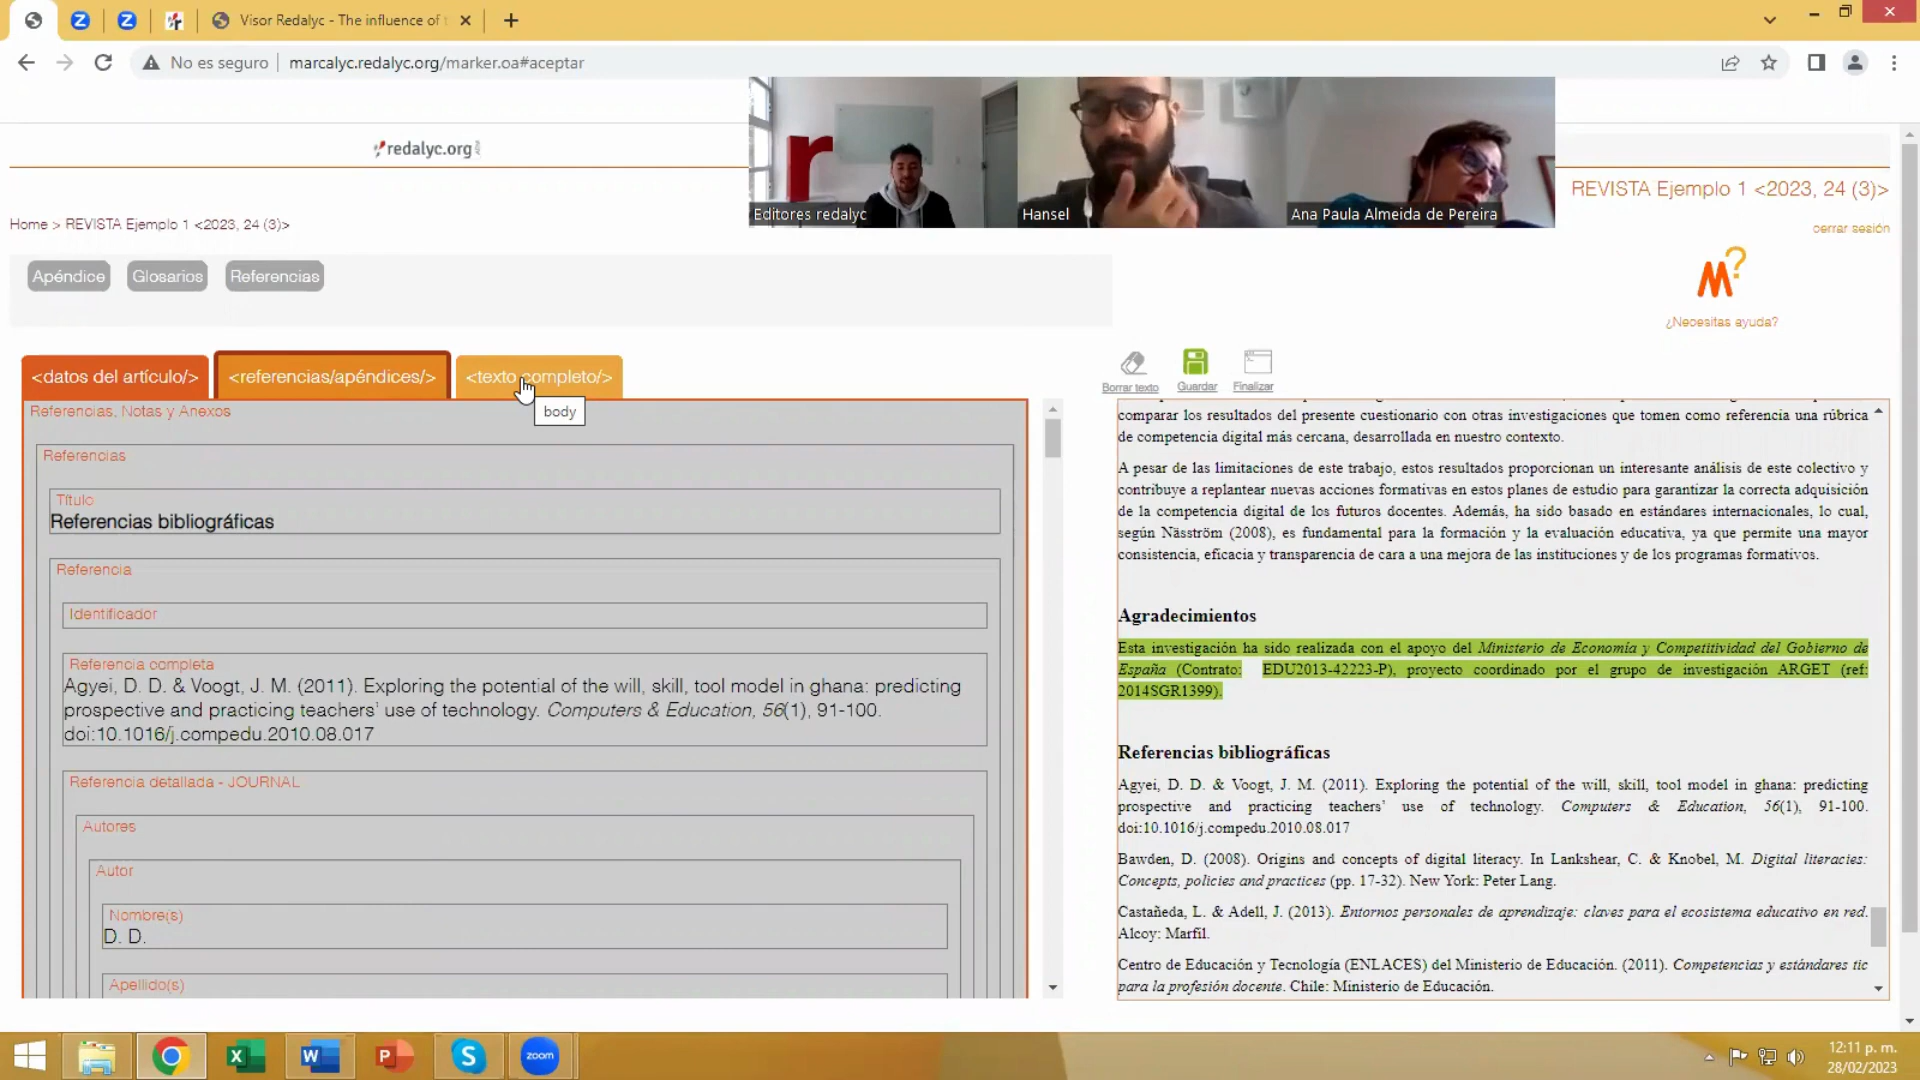 Visor Redalyc - The influence of t
No es seguro
marcalyc.redalyc.org/marker.oa#aceptar
redalyc.org
Editores redalyc
Hansel
Ana Paula Almeida de Pereira
REVISTA Ejemplo 1 <2023, 24 (3)>
Home > REVISTA Ejemplo 1 <2023, 24 (3)>
cerrar sesión
Apéndice
Glosarios
Referencias
M?
¿Necesitas ayuda?
<datos del artículo/>
<referencias/apéndices/>
<texto completo/>
body
Borrar texto
Guardar
Finalizar
Referencias, Notas y Anexos
Referencias
Título
Referencias bibliográficas
Referencia
Identificador
Referencia completa
Agyei, D. D. & Voogt, J. M. (2011). Exploring the potential of the will, skill, tool model in ghana: predicting
prospective and practicing teachers' use of technology. Computers & Education, 56(1), 91-100.
doi:10.1016/j.compedu.2010.08.017
Referencia detallada - JOURNAL
Autores
Autor
Nombre(s)
D. D.
Apellido(s)
comparar los resultados del presente cuestionario con otras investigaciones que tomen como referencia una rúbrica
de competencia digital más cercana, desarrollada en nuestro contexto.
A pesar de las limitaciones de este trabajo, estos resultados proporcionan un interesante análisis de este colectivo y
contribuye a replantear nuevas acciones formativas en estos planes de estudio para garantizar la correcta adquisición
de la competencia digital de los futuros docentes. Además, ha sido basado en estándares internacionales, lo cual,
según Näsström (2008), es fundamental para la formación y la evaluación educativa, ya que permite una mayor
consistencia, eficacia y transparencia de cara a una mejora de las instituciones y de los programas formativos.
Agradecimientos
Esta investigación ha sido realizada con el apoyo del Ministerio de Economía y Competitividad del Gobierno de
España (Contrato: EDU2013-42223-P), proyecto coordinado por el grupo de investigación ARGET (ref:
2014SGR1399).
Referencias bibliográficas
Agyei, D. D. & Voogt, J. M. (2011). Exploring the potential of the will, skill, tool model in ghana: predicting
prospective and practicing teachers' use of technology. Computers & Education, 56(1), 91-100.
doi:10.1016/j.compedu.2010.08.017
Bawden, D. (2008). Origins and concepts of digital literacy. In Lankshear, C. & Knobel, M. Digital literacies:
Concepts, policies and practices (pp. 17-32). New York: Peter Lang.
Castañeda, L. & Adell, J. (2013). Entornos personales de aprendizaje: claves para el ecosistema educativo en red.
Alcoy: Marfil.
Centro de Educación y Tecnología (ENLACES) del Ministerio de Educación. (2011). Competencias y estándares tic
para la profesión docente. Chile: Ministerio de Educación.
zoom
12:11 p. m.
28/02/2023